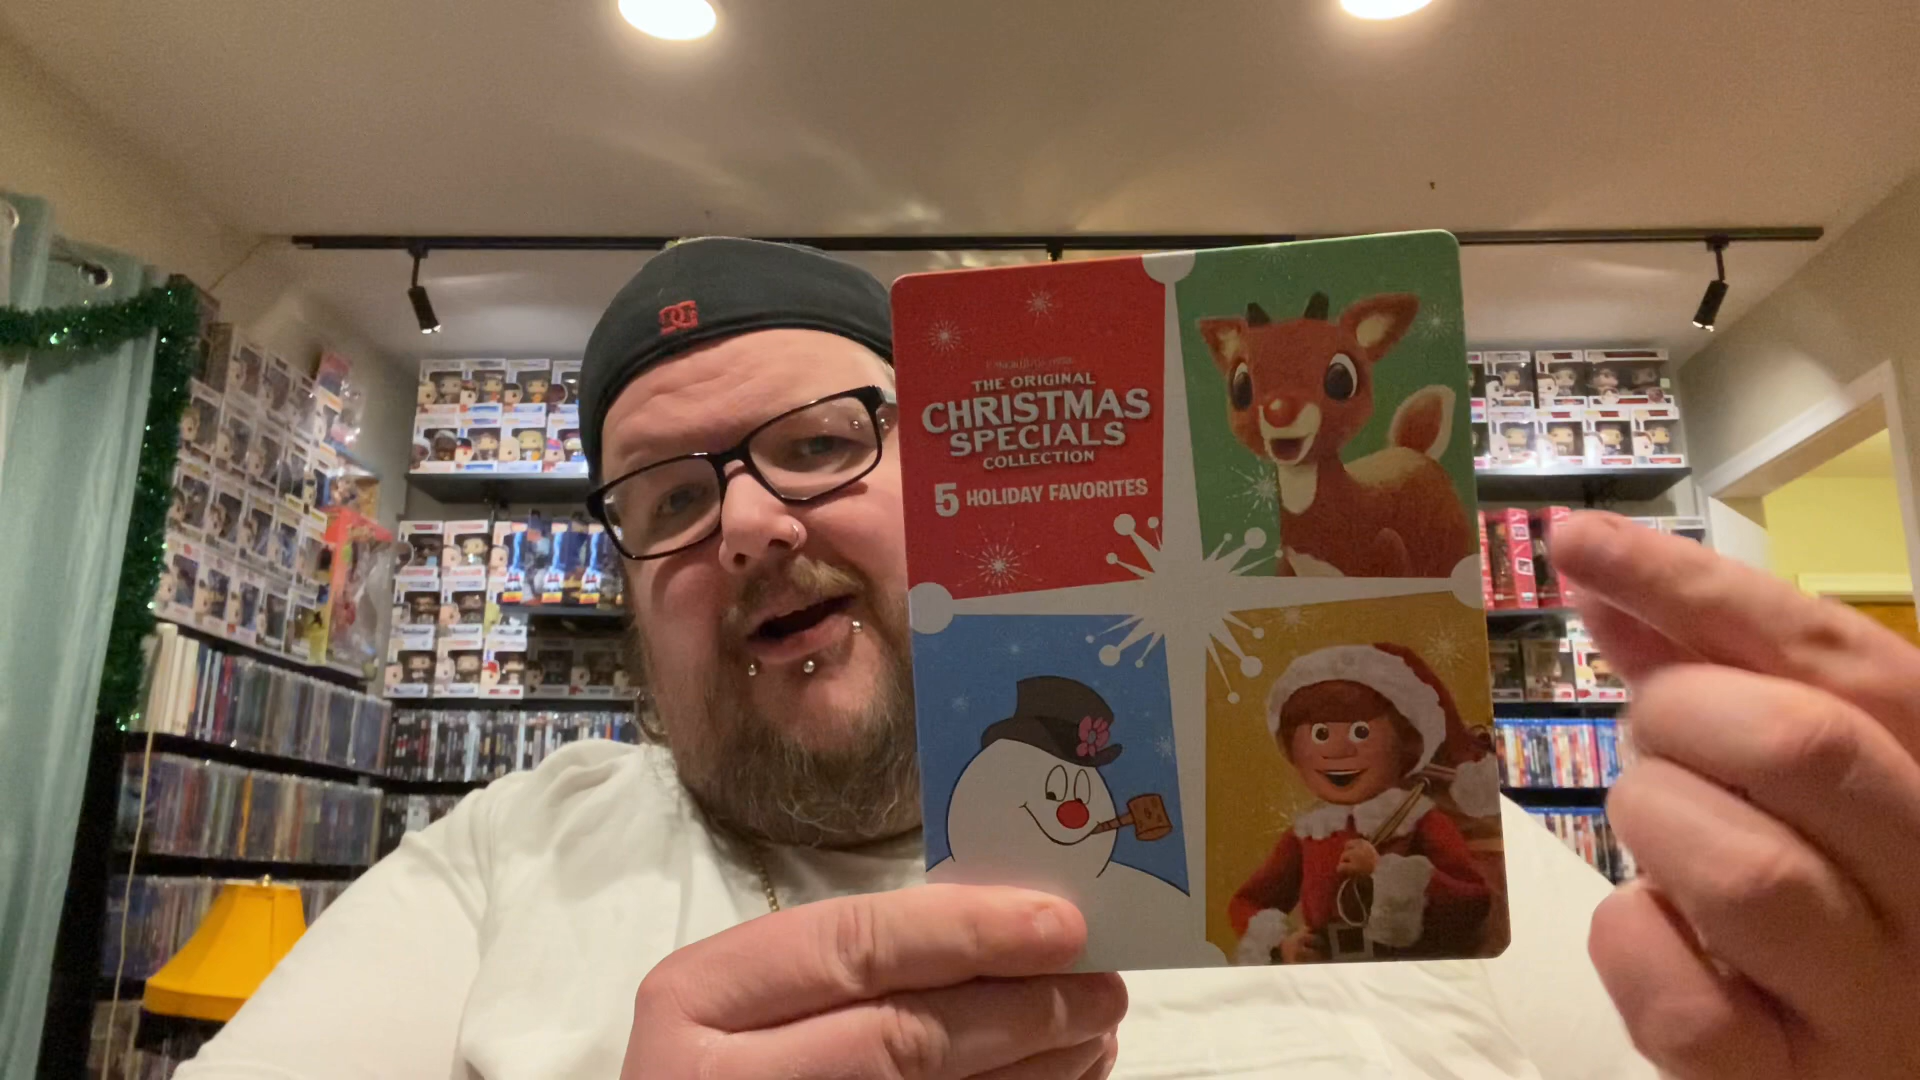 THE ORIGINAL
CHRISTMAS
SPECIALS
COLLECTION
5 HOLIDAY FAVORITES